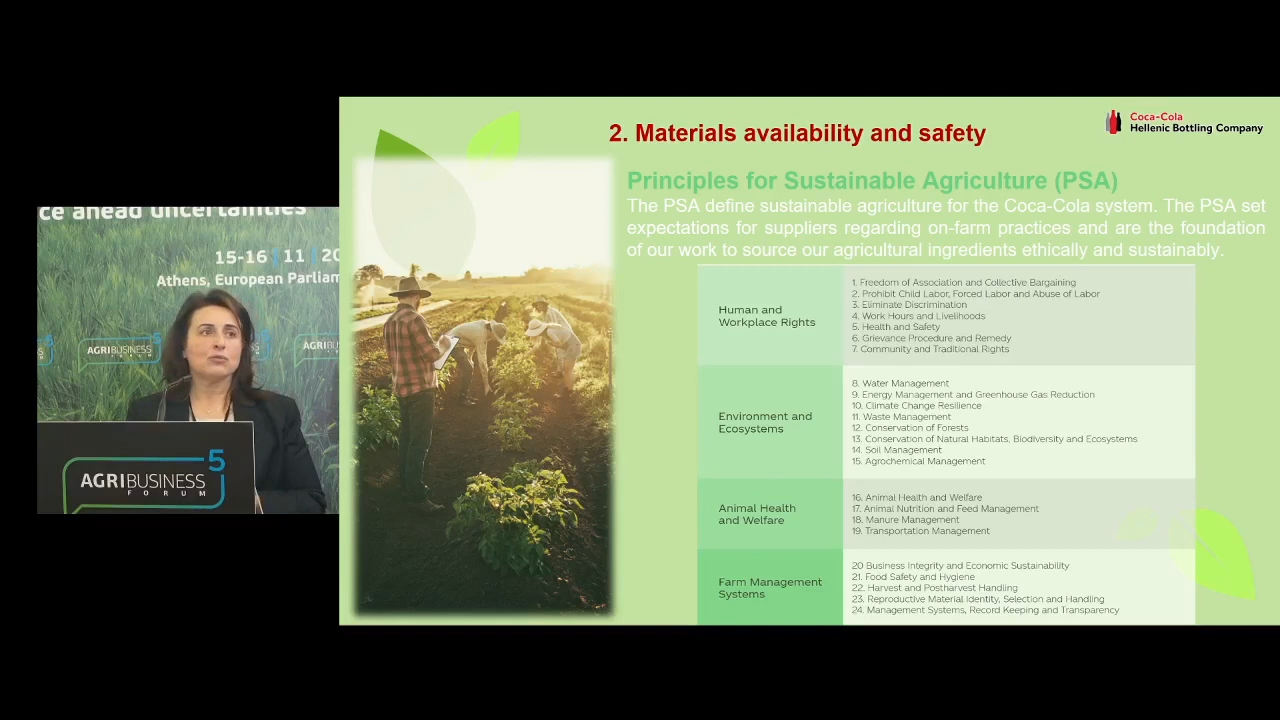 ce ahead uncertainties
15-16 | 11 | 20
Athens, European Parliam
AGRIBUSINESS 5
FORUM
AGRIBUSINESS 5
FORUM
2. Materials availability and safety
Coca-Cola
Hellenic Bottling Company
Principles for Sustainable Agriculture (PSA)
The PSA define sustainable agriculture for the Coca-Cola system. The PSA set
expectations for suppliers regarding on-farm practices and are the foundation
of our work to source our agricultural ingredients ethically and sustainably.
Human and
Workplace Rights
1. Freedom of Association and Collective Bargaining
2. Prohibit Child Labor, Forced Labor and Abuse of Labor
3. Eliminate Discrimination
4. Work Hours and Livelihoods
5. Health and Safety
6. Grievance Procedure and Remedy
7. Community and Traditional Rights
Environment and
Ecosystems
8. Water Management
9. Energy Management and Greenhouse Gas Reduction
10. Climate Change Resilience
11. Waste Management
12. Conservation of Forests
13. Conservation of Natural Habitats, Biodiversity and Ecosystems
14. Soil Management
15. Agrochemical Management
Animal Health
and Welfare
16. Animal Health and Welfare
17. Animal Nutrition and Feed Management
18. Manure Management
19. Transportation Management
Farm Management
Systems
20 Business Integrity and Economic Sustainability
21. Food Safety and Hygiene
22. Harvest and Postharvest Handling
23. Reproductive Material Identity, Selection and Handling
24. Management Systems, Record Keeping and Transparency